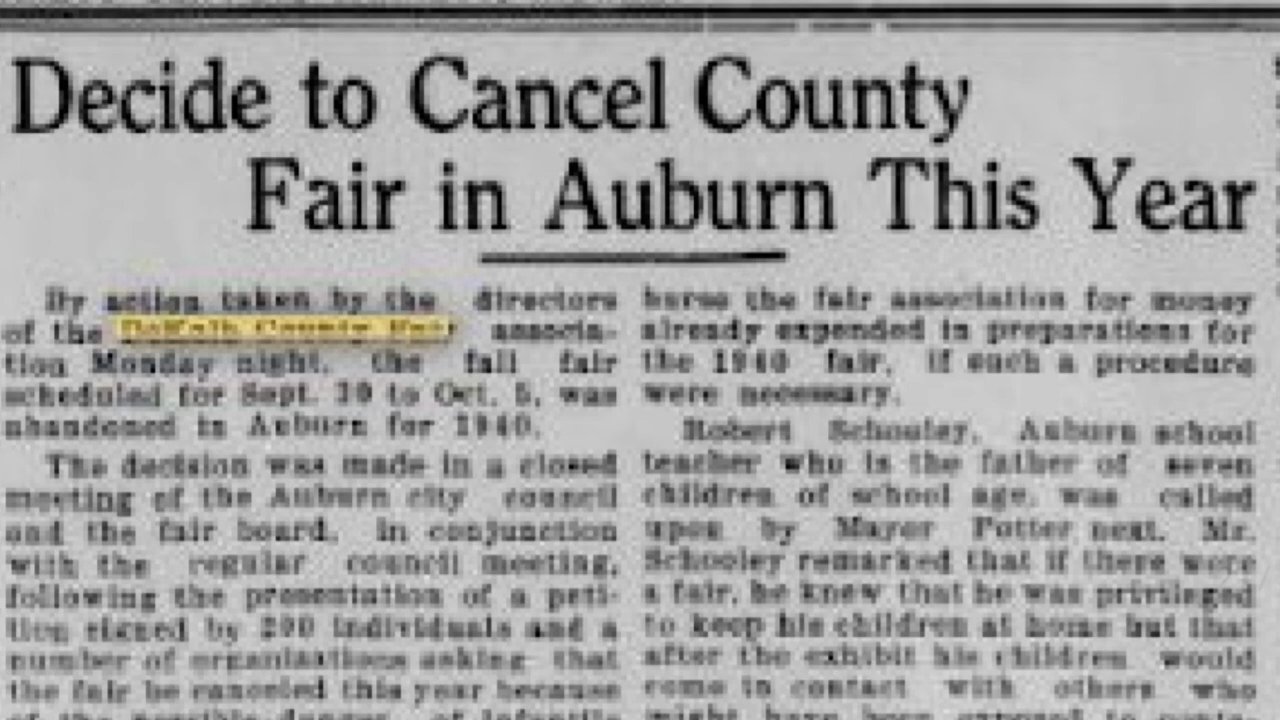 Decide to Cancel County
Fair in Auburn This Year
By action taken by the directors
of the DeKalb County Fair associa-
tion Monday night, the fall fair
scheduled for Sept. 30 to Oct. 5, was
abandoned in Auburn for 1940.
The decision was made in a closed
meeting of the Auburn city council
and the fair board, in conjunction
with the regular council meeting,
following the presentation of a peti-
tion signed by 290 individuals and a
number of organizations asking that
the fair be canceled this year because
of the possible danger of infantile
burse the fair association for money
already expended in preparations for
the 1940 fair, if such a procedure
were necessary.
Robert Schooley, Auburn school
teacher who is the father of seven
children of school age, was called
upon by Mayor Potter next. Mr.
Schooley remarked that if there were
a fair, he knew that he was privileged
to keep his children at home but that
after the exhibit his children would
come in contact with others who
might have been exposed to